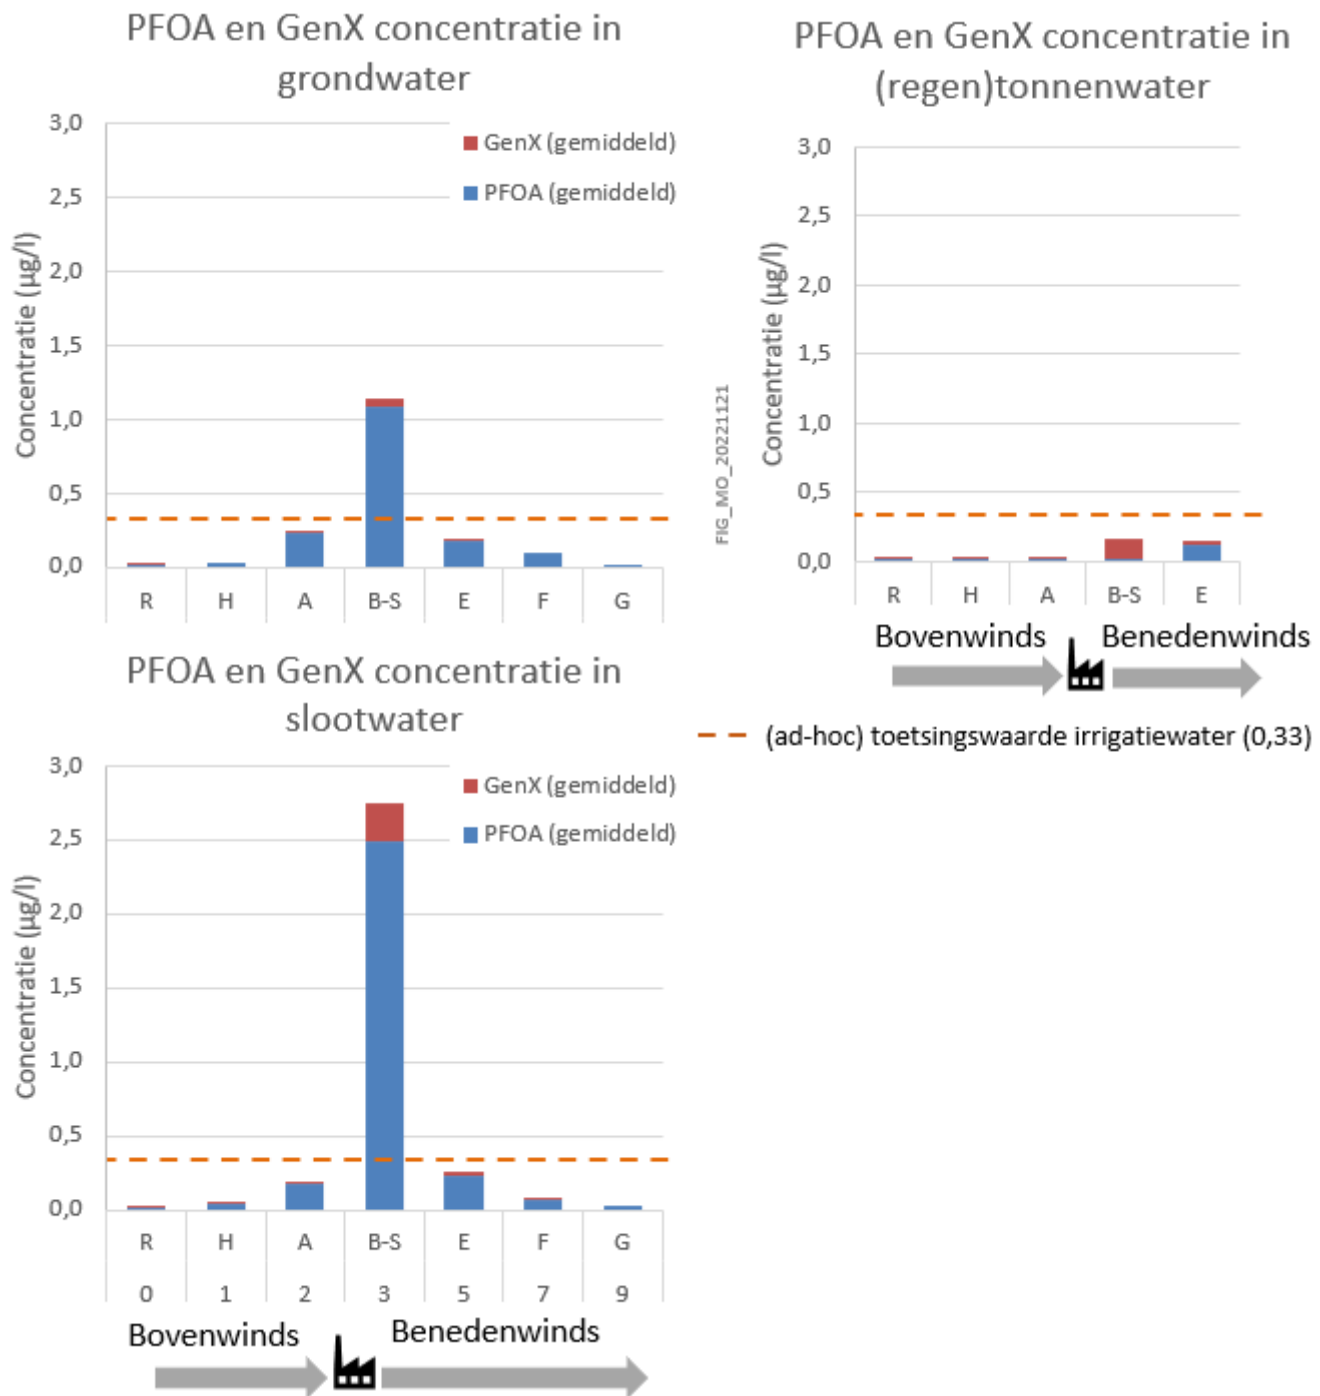 PFOA en GenX concentratie in
grondwater
3,0
2,5
2,0
1,5
1,0
0,5
0,0
Concentratie (µg/l)
GenX (gemiddeld)
PFOA (gemiddeld)
R H A B-S E F G
PFOA en GenX concentratie in
(regen)tonnenwater
3,0
2,5
2,0
1,5
1,0
0,5
0,0
Concentratie (µg/l)
FIG_MO_20221121
R H A B-S E
Bovenwinds Benedenwinds
(ad-hoc) toetsingswaarde irrigatiewater (0,33)
PFOA en GenX concentratie in
slootwater
3,0
2,5
2,0
1,5
1,0
0,5
0,0
Concentratie (µg/l)
GenX (gemiddeld)
PFOA (gemiddeld)
R H A B-S E F G
0 1 2 3 5 7 9
Bovenwinds Benedenwinds